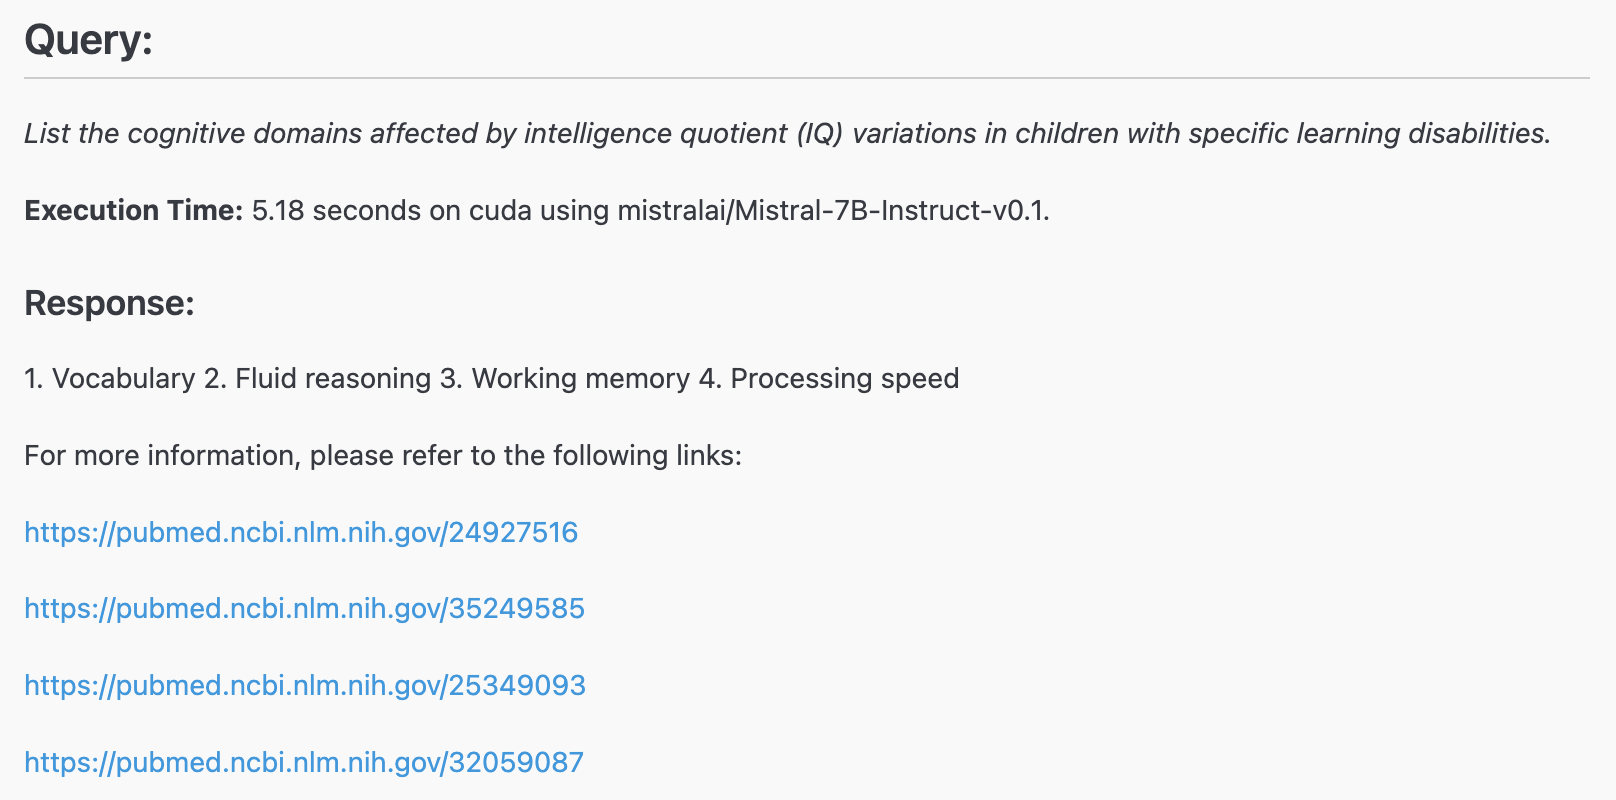 Query:
List the cognitive domains affected by intelligence quotient (IQ) variations in children with specific learning disabilities.
Execution Time: 5.18 seconds on cuda using mistralai/Mistral-7B-Instruct-v0.1.
Response:
1. Vocabulary 2. Fluid reasoning 3. Working memory 4. Processing speed
For more information, please refer to the following links:
https://pubmed.ncbi.nlm.nih.gov/24927516
https://pubmed.ncbi.nlm.nih.gov/35249585
https://pubmed.ncbi.nlm.nih.gov/25349093
https://pubmed.ncbi.nlm.nih.gov/32059087